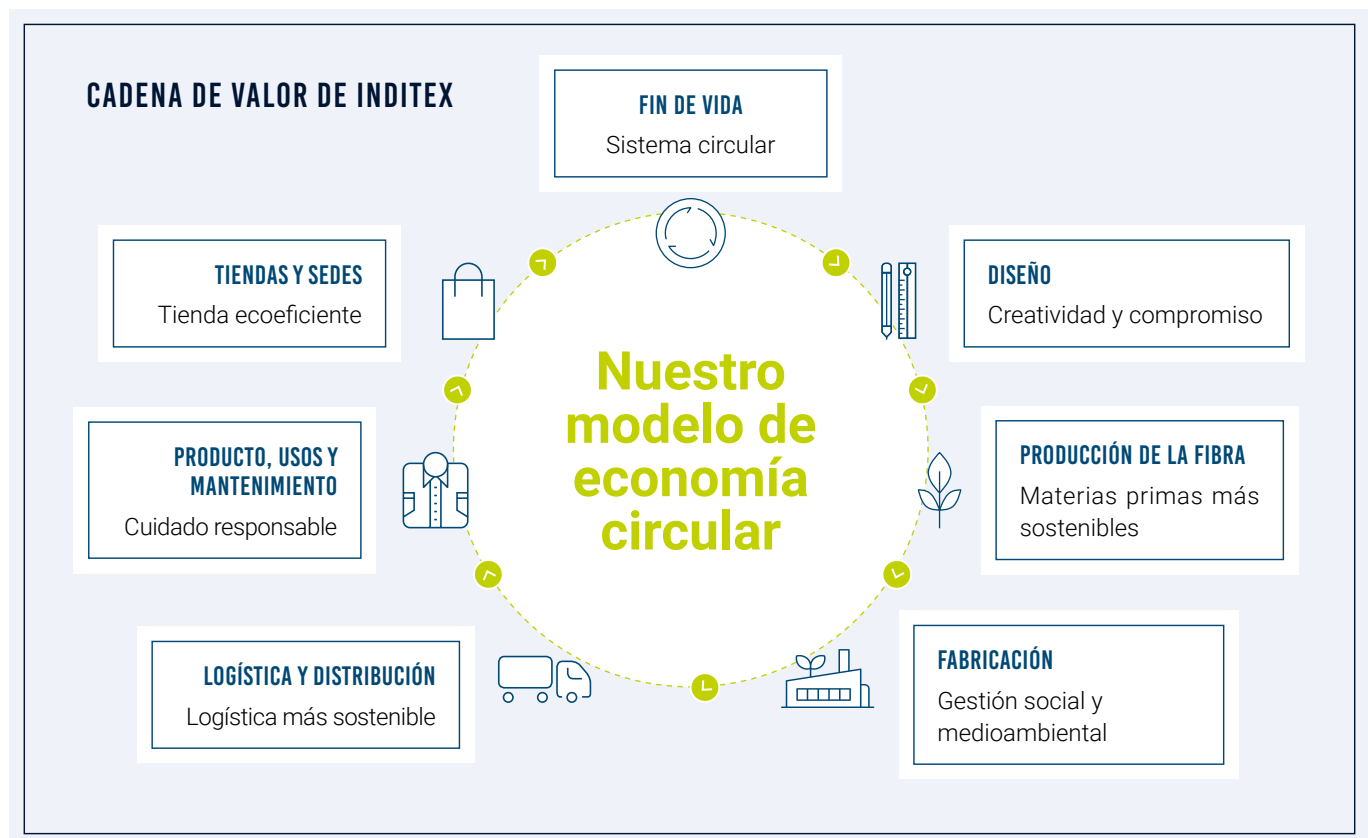 CADENA DE VALOR DE INDITEX
FIN DE VIDA
Sistema circular
DISEÑO
Creatividad y compromiso
PRODUCCIÓN DE LA FIBRA
Materias primas más
sostenibles
FABRICACIÓN
Gestión social y
medioambiental
LOGÍSTICA Y DISTRIBUCIÓN
Logística más sostenible
PRODUCTO, USOS Y
MANTENIMIENTO
Cuidado responsable
TIENDAS Y SEDES
Tienda ecoeficiente
Nuestro
modelo de
economía
circular